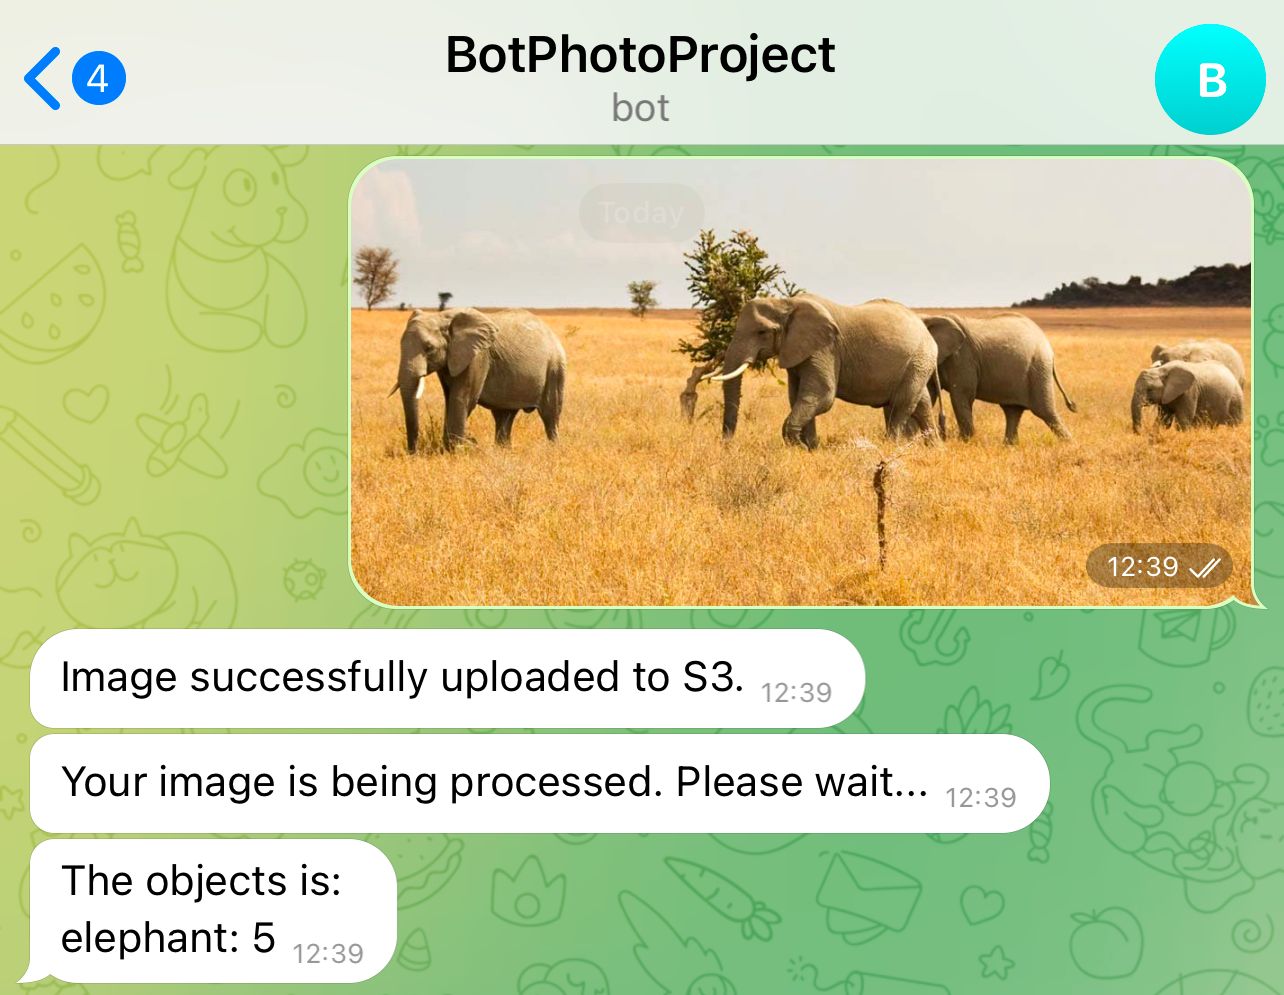 4
BotPhotoProject
bot
B
Today
12:39
Image successfully uploaded to S3. 12:39
Your image is being processed. Please wait... 12:39
The objects is:
elephant: 5 12:39